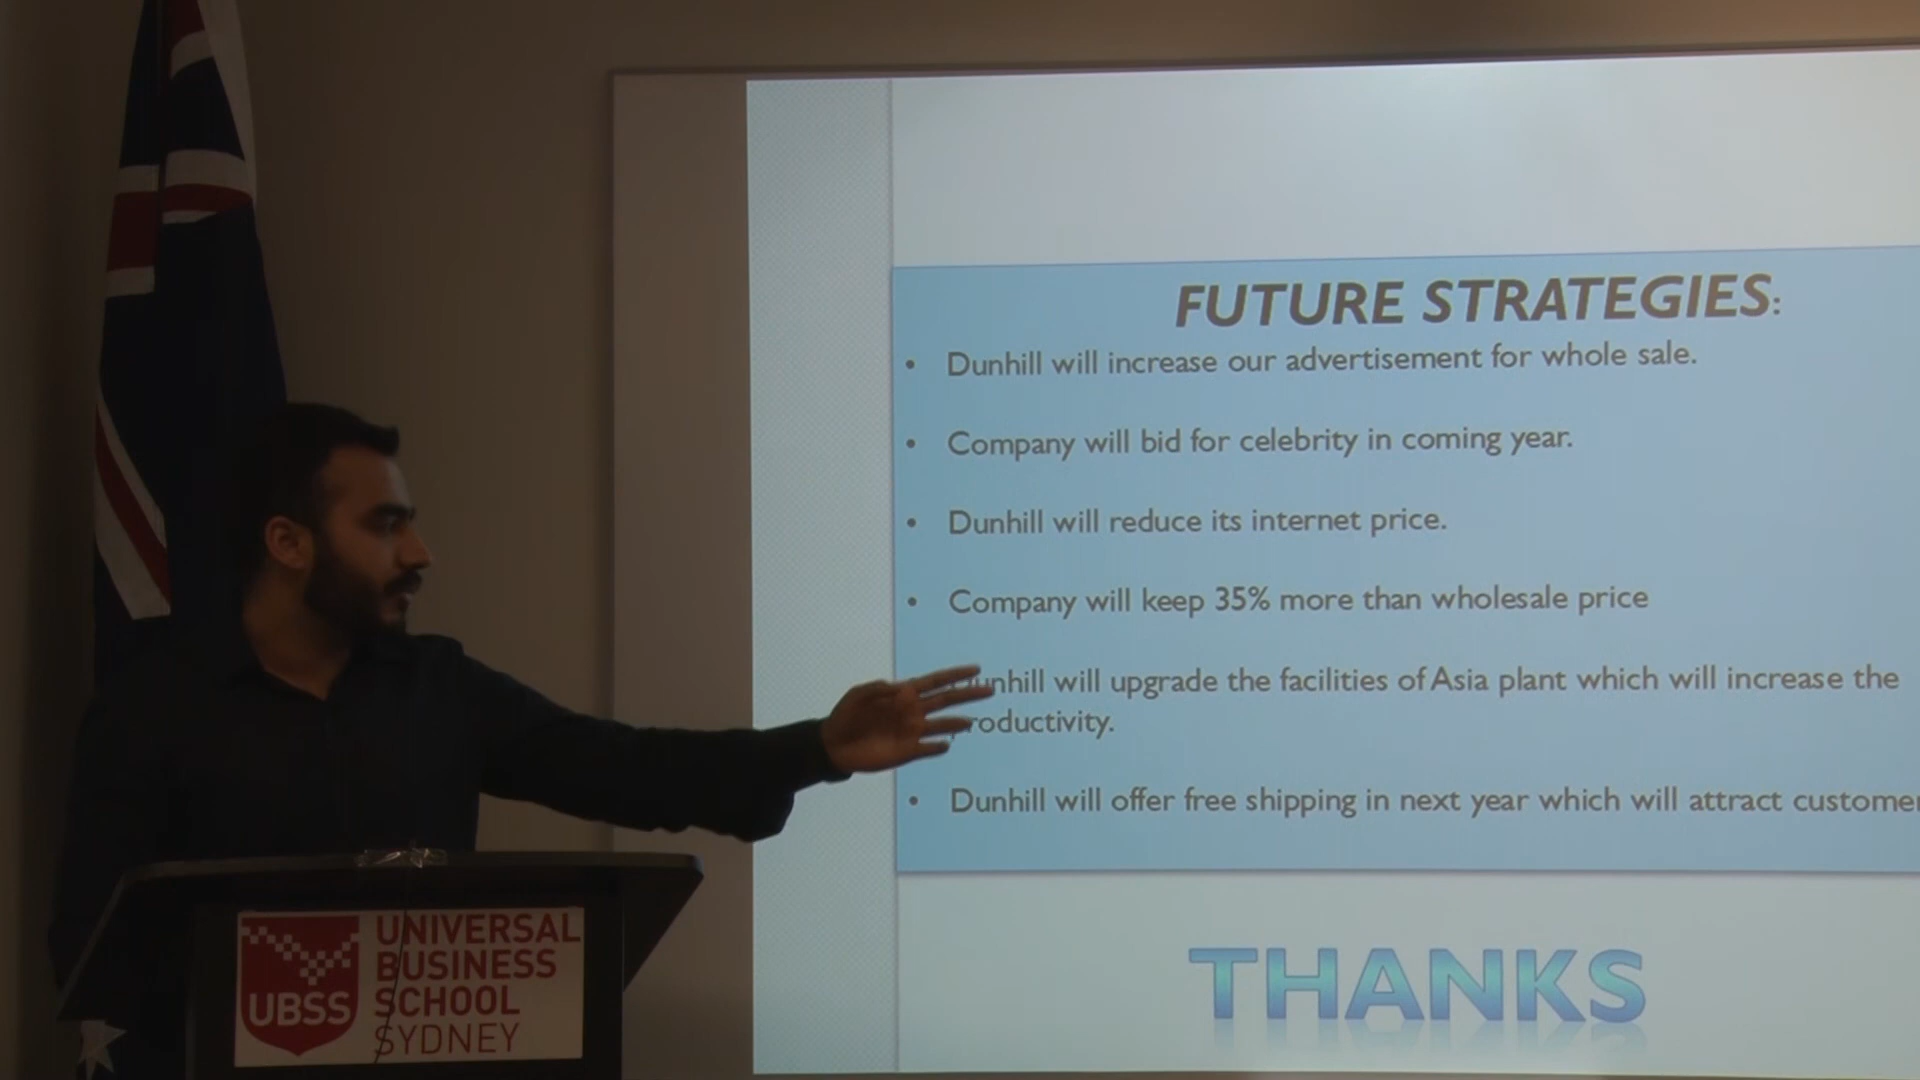 FUTURE STRATEGIES:
• Dunhill will increase our advertisement for whole sale.
• Company will bid for celebrity in coming year.
• Dunhill will reduce its internet price.
• Company will keep 35% more than wholesale price
unhill will upgrade the facilities of Asia plant which will increase the
roductivity.
• Dunhill will offer free shipping in next year which will attract customer
THANKS
UBSS
UNIVERSAL
BUSINESS
SCHOOL
SYDNEY